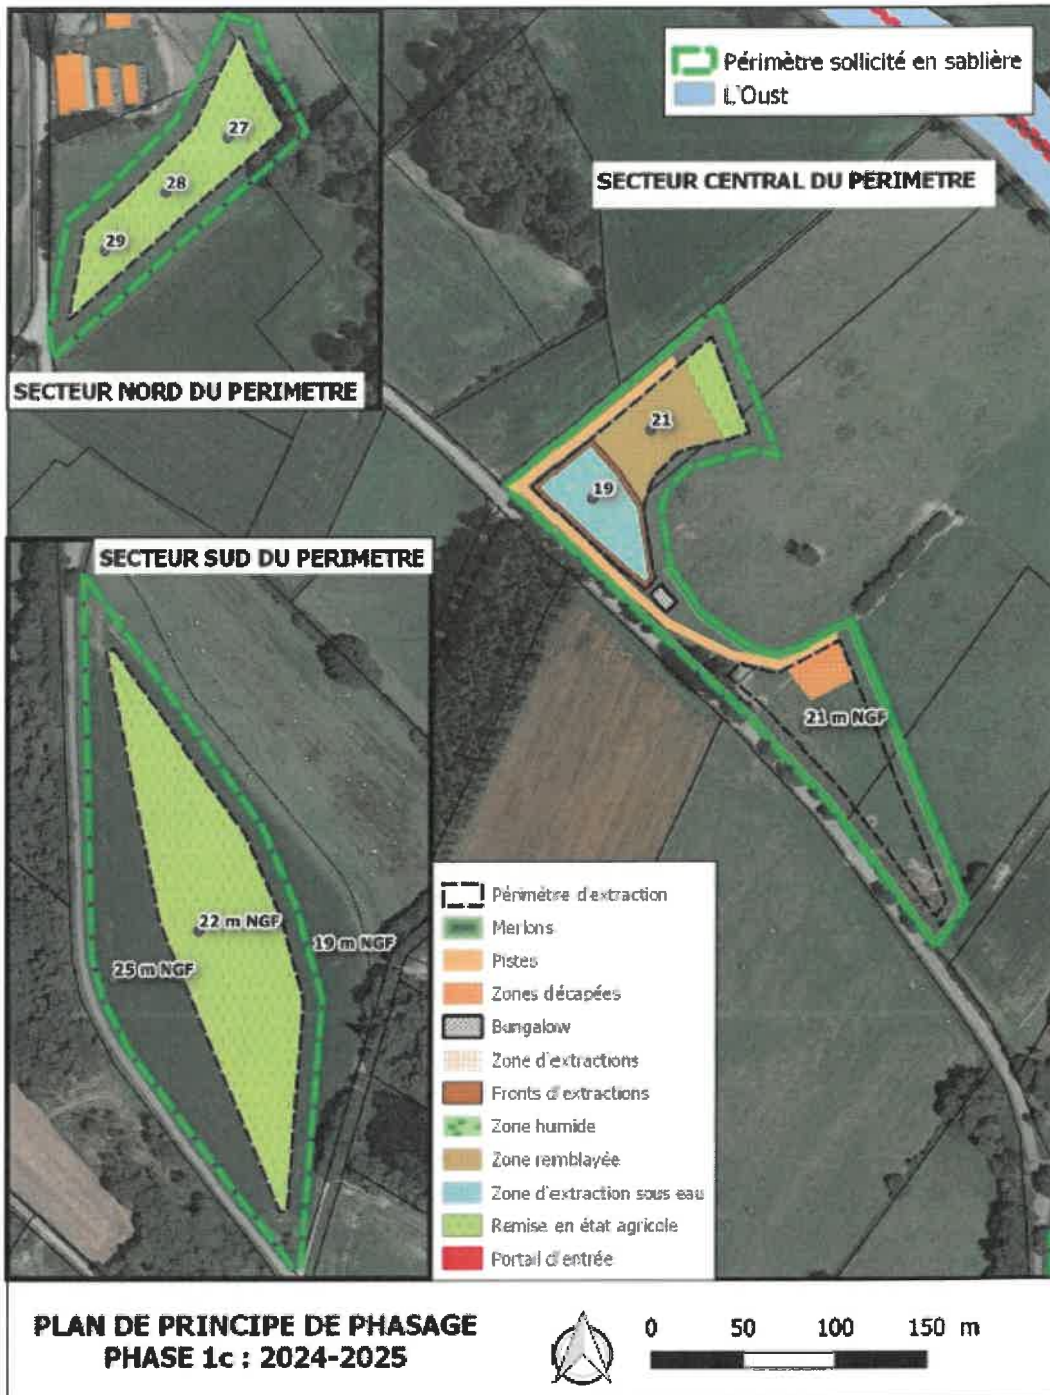 Périmètre sollicité en sablière
L'Oust
SECTEUR CENTRAL DU PERIMETRE
27
28
29
SECTEUR NORD DU PERIMETRE
21
19
21 m NGF
SECTEUR SUD DU PERIMETRE
22 m NGF
19 m NGF
25 m NGF
Périmètre d'extraction
Merlons
Pistes
Zones décapées
Bungalow
Zone d'extractions
Fronts d'extractions
Zone humide
Zone remblayée
Zone d'extraction sous eau
Remise en état agricole
Portail d'entrée
PLAN DE PRINCIPE DE PHASAGE
PHASE 1c : 2024-2025
0 50 100 150 m